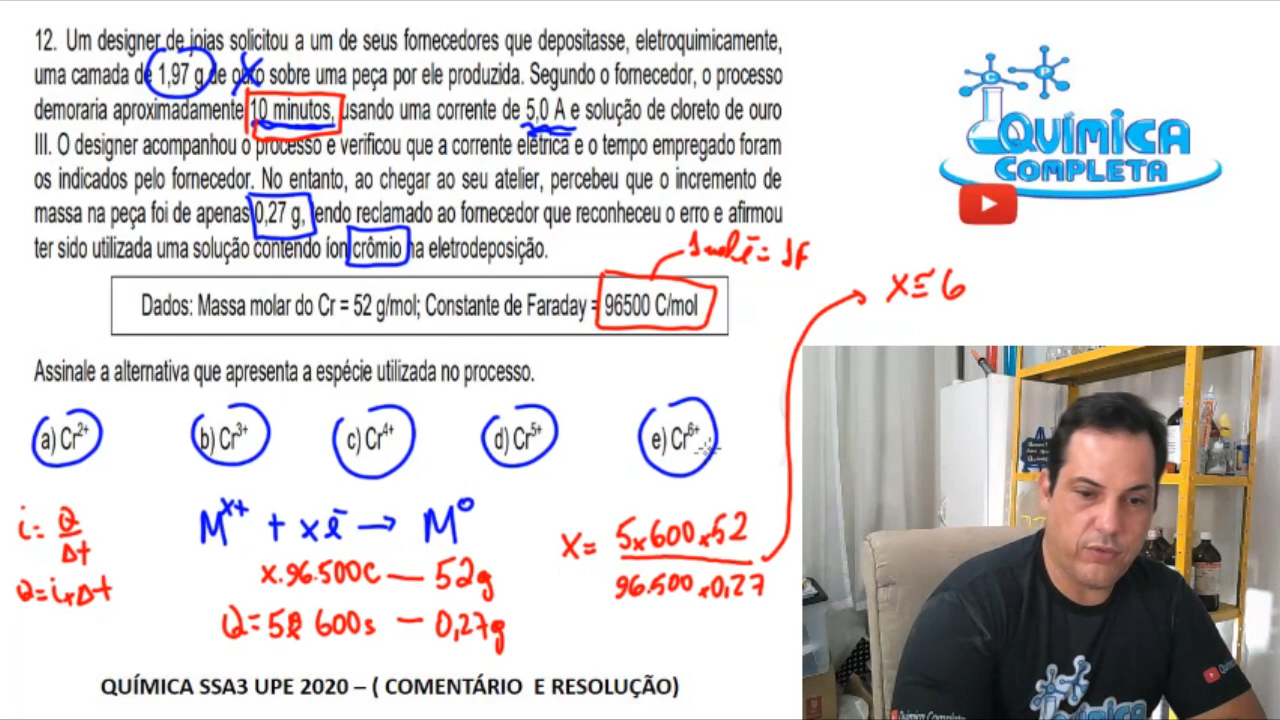 12. Um designer de joias solicitou a um de seus fornecedores que depositasse, eletroquimicamente,
uma camada de 1,97 g de ouro sobre uma peça por ele produzida. Segundo o fornecedor, o processo
demoraria aproximadamente 10 minutos, usando uma corrente de 5,0 A e solução de cloreto de ouro
III. O designer acompanhou o processo e verificou que a corrente elétrica e o tempo empregado foram
os indicados pelo fornecedor. No entanto, ao chegar ao seu atelier, percebeu que o incremento de
massa na peça foi de apenas 0,27 g, tendo reclamado ao fornecedor que reconheceu o erro e afirmou
ter sido utilizada uma solução contendo íon crômio na eletrodeposição.
1 mol ē = 1F
Dados: Massa molar do Cr = 52 g/mol; Constante de Faraday = 96500 C/mol
x ≅ 6
Assinale a alternativa que apresenta a espécie utilizada no processo.
a) Cr²⁺ b) Cr³⁺ c) Cr⁴⁺ d) Cr⁵⁺ e) Cr⁶⁺
i = Q/Δt
Q = i x Δt
Mˣ⁺ + x ē → M⁰
x . 96.500C — 52g
Q = 5 x 600s — 0,27g
x = 5 x 600 x 52
96.500 x 0,27
QUÍMICA SSA3 UPE 2020 – ( COMENTÁRIO E RESOLUÇÃO)
C P
QUÍMICA
COMPLETA
Química Completa